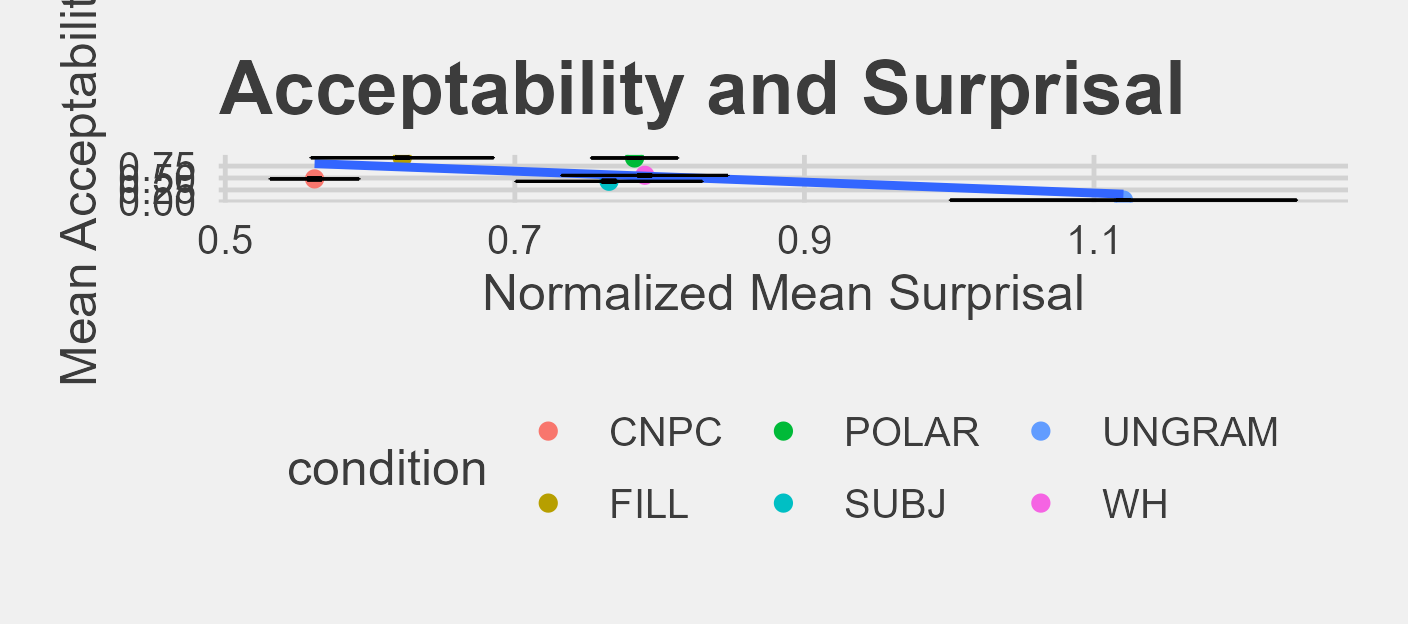 Acceptability and Surprisal
Mean Acceptabilit
0.75
0.50
0.25
0.00
0.5 0.7 0.9 1.1
Normalized Mean Surprisal
condition
CNPC POLAR UNGRAM
FILL SUBJ WH